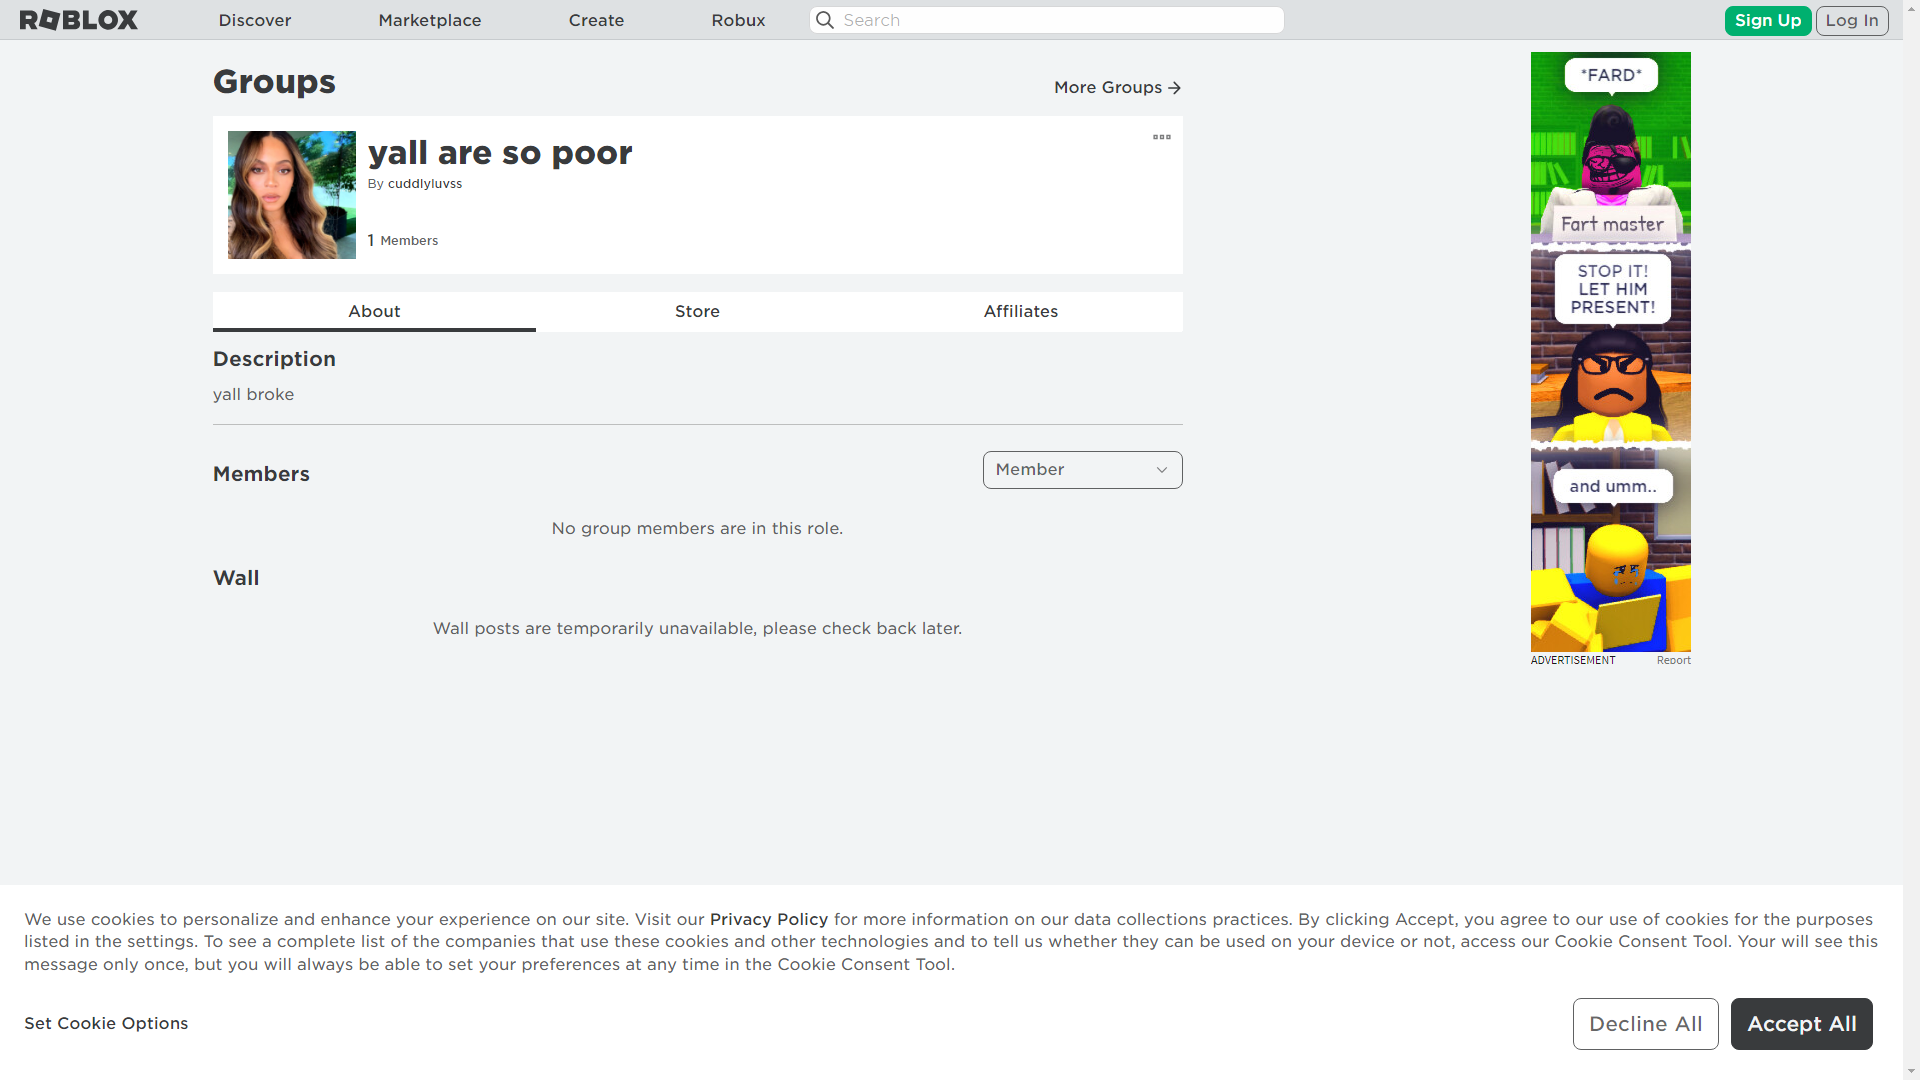 ROBLOX
Discover
Marketplace
Create
Robux
Search
Sign Up
Log In
Groups
More Groups
yall are so poor
By cuddlyluvss
1 Members
About
Store
Affiliates
Description
yall broke
Members
Member
No group members are in this role.
Wall
Wall posts are temporarily unavailable, please check back later.
*FARD*
Fart master
STOP IT!
LET HIM
PRESENT!
and umm..
ADVERTISEMENT
Report
We use cookies to personalize and enhance your experience on our site. Visit our Privacy Policy for more information on our data collections practices. By clicking Accept, you agree to our use of cookies for the purposes
listed in the settings. To see a complete list of the companies that use these cookies and other technologies and to tell us whether they can be used on your device or not, access our Cookie Consent Tool. Your will see this
message only once, but you will always be able to set your preferences at any time in the Cookie Consent Tool.
Set Cookie Options
Decline All
Accept All